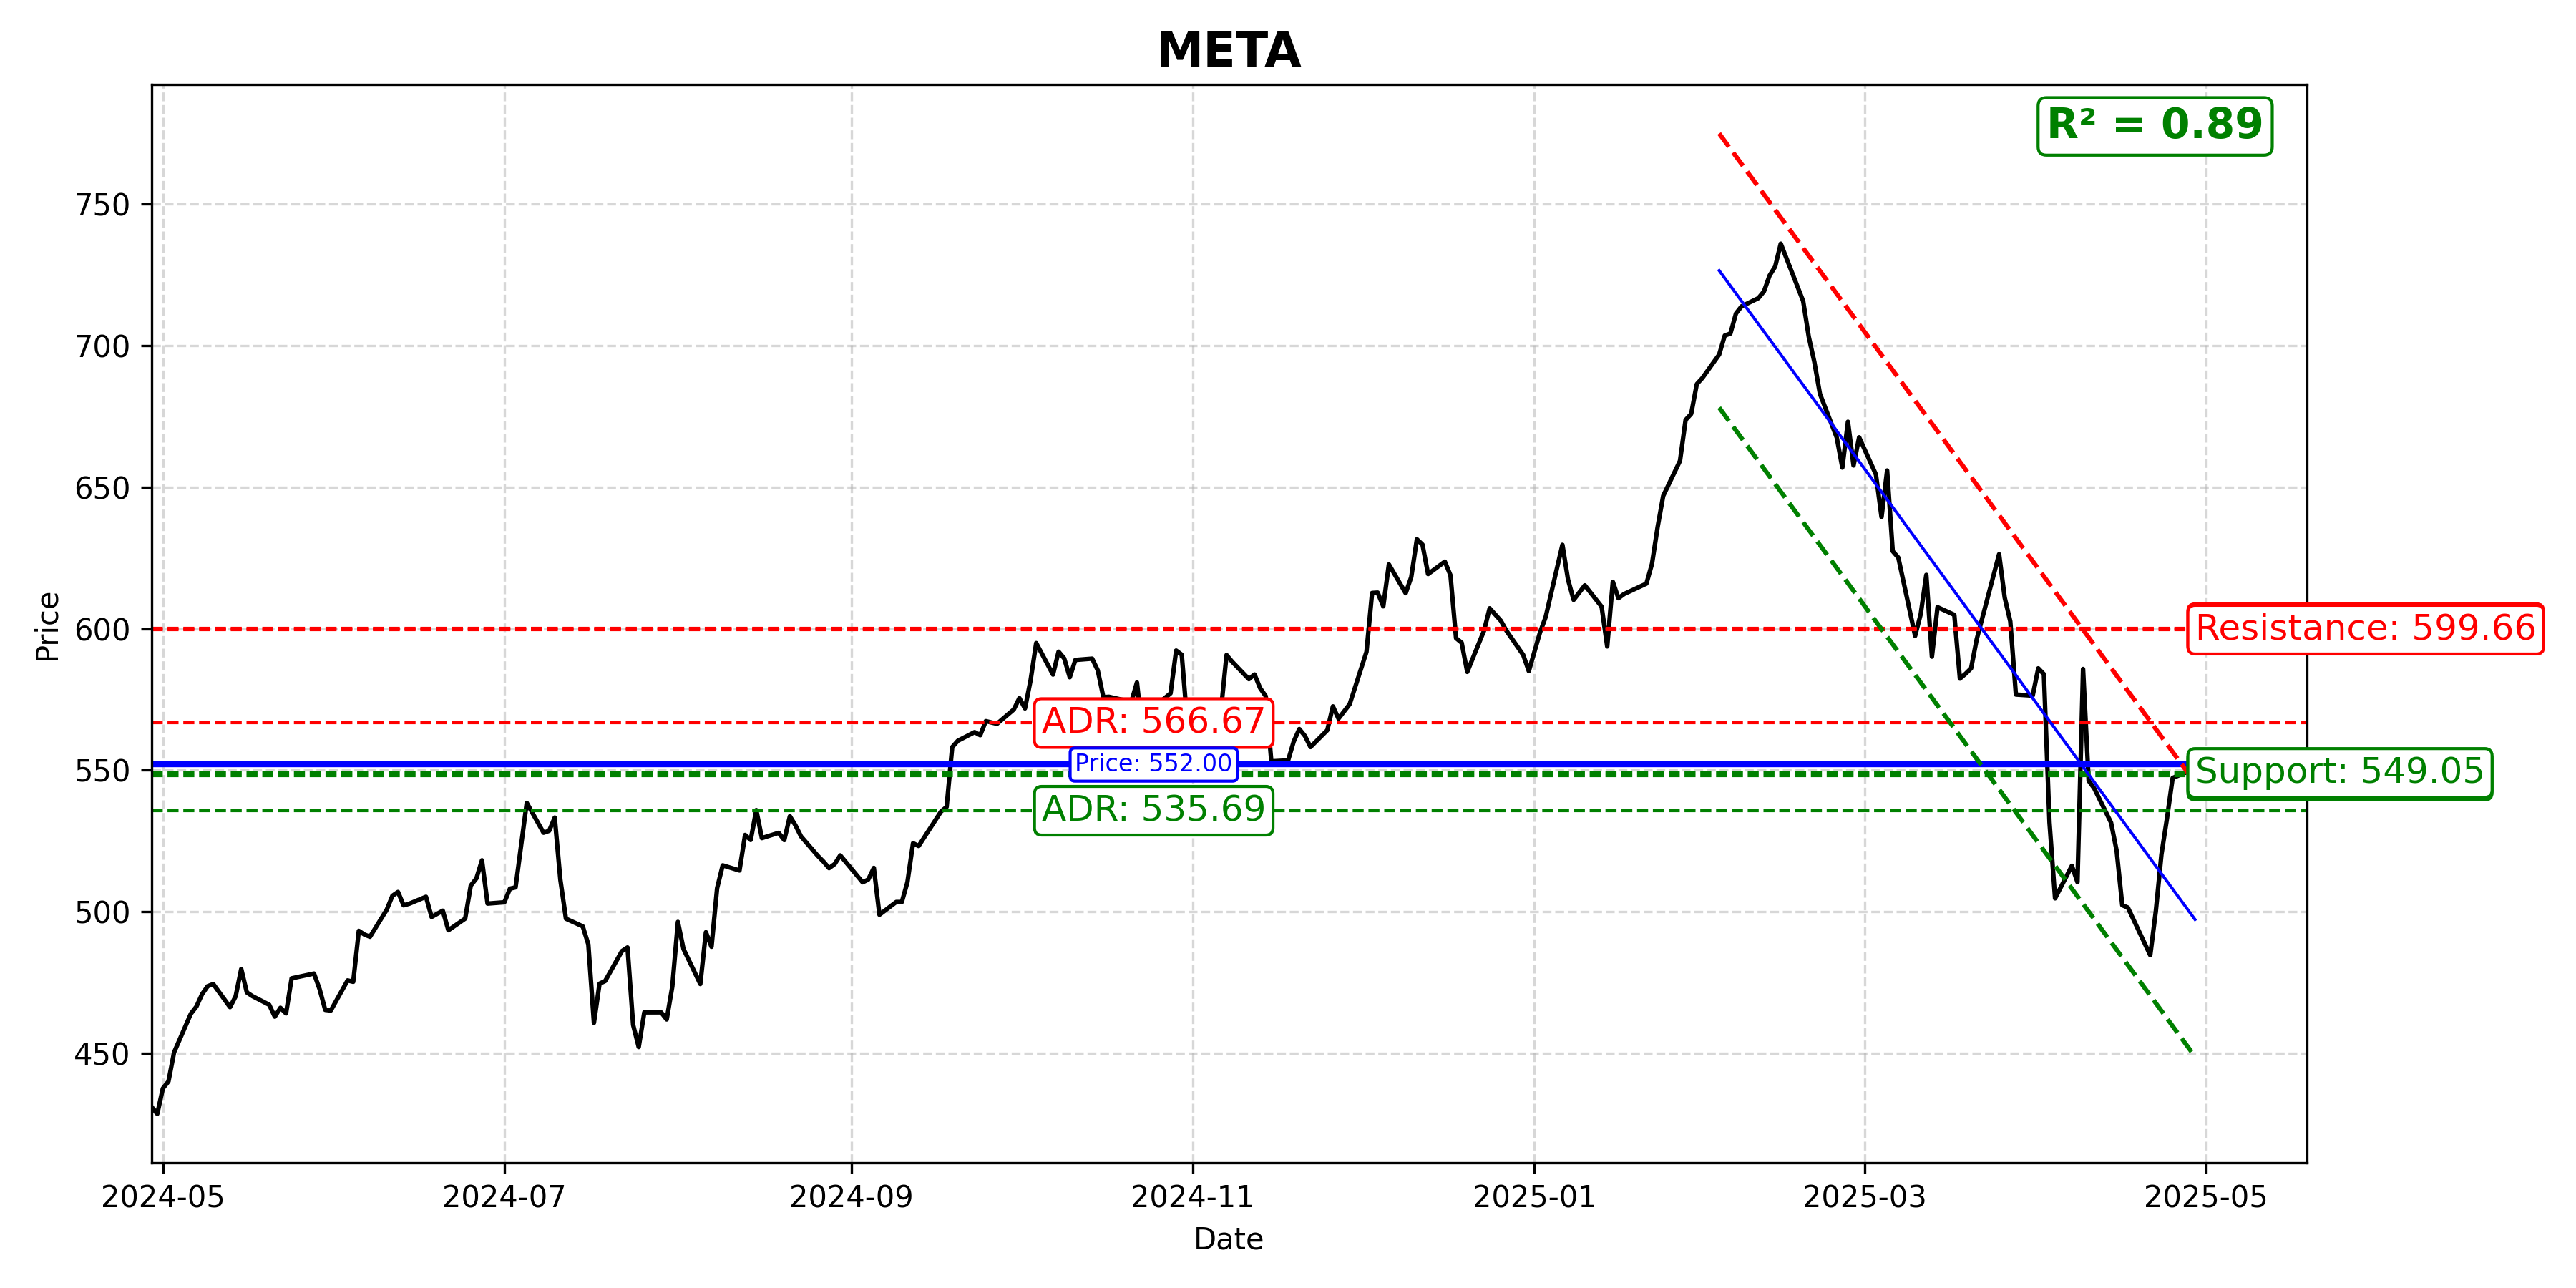 META
R² = 0.89
750
700
650
600
550
500
450
Price
Resistance: 599.66
ADR: 566.67
Price: 552.00
Support: 549.05
ADR: 535.69
2024-05
2024-07
2024-09
2024-11
2025-01
2025-03
2025-05
Date